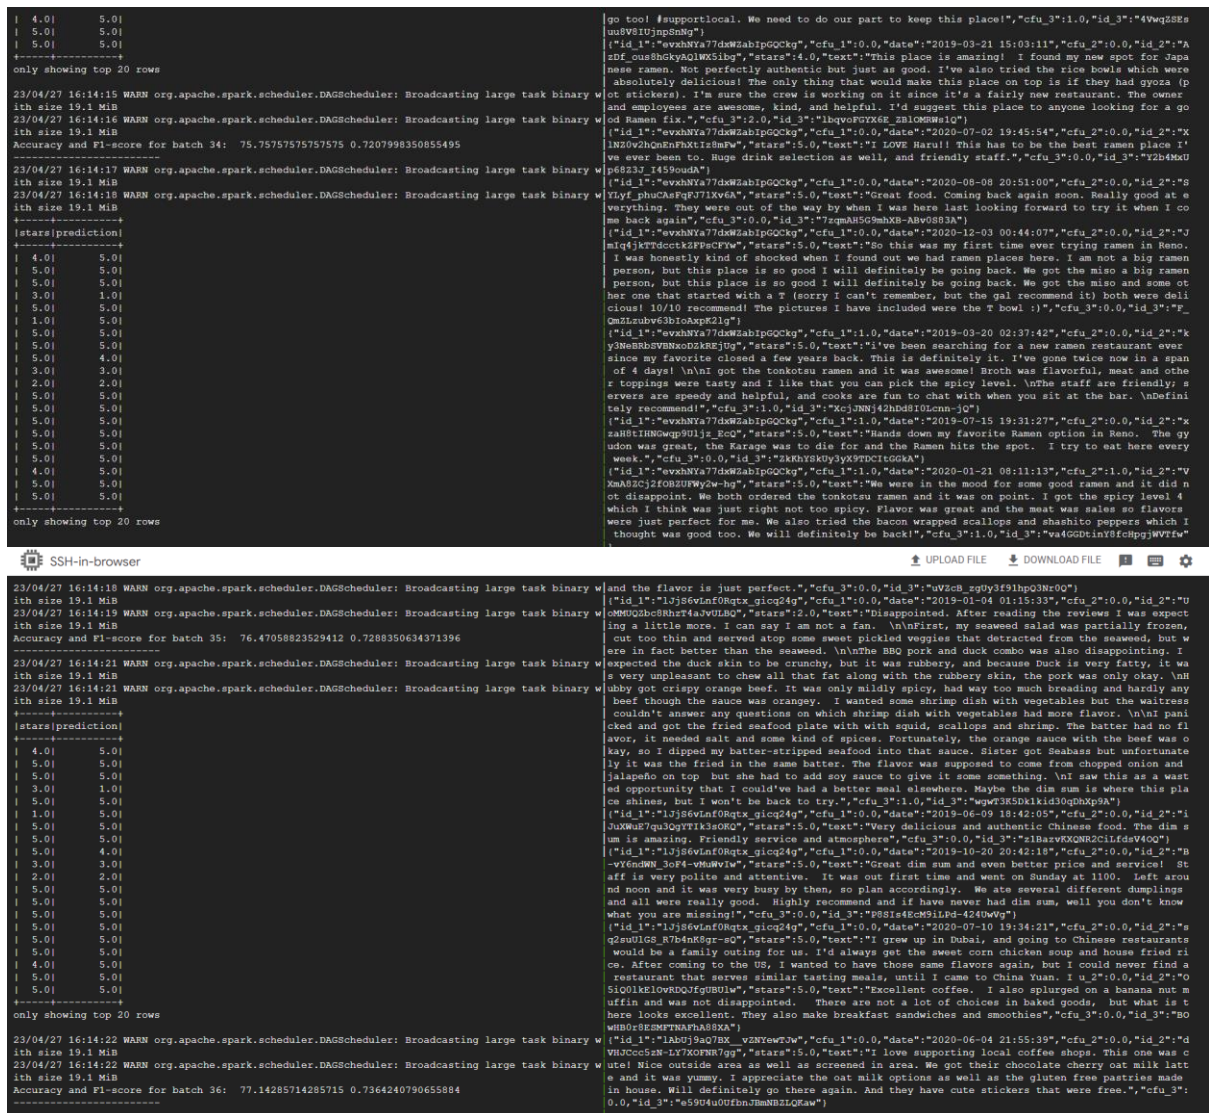 |  4.0|       5.0|
|  5.0|       5.0|
|  5.0|       5.0|
+-----+----------+
only showing top 20 rows
23/04/27 16:14:15 WARN org.apache.spark.scheduler.DAGScheduler: Broadcasting large task binary w
ith size 19.1 MiB
23/04/27 16:14:16 WARN org.apache.spark.scheduler.DAGScheduler: Broadcasting large task binary w
ith size 19.1 MiB
Accuracy and F1-score for batch 34:  75.75757575757575 0.7207998350855495
------------------------
23/04/27 16:14:17 WARN org.apache.spark.scheduler.DAGScheduler: Broadcasting large task binary w
ith size 19.1 MiB
23/04/27 16:14:18 WARN org.apache.spark.scheduler.DAGScheduler: Broadcasting large task binary w
ith size 19.1 MiB
+-----+----------+
|stars|prediction|
+-----+----------+
|  4.0|       5.0|
|  5.0|       5.0|
|  5.0|       5.0|
|  5.0|       5.0|
|  3.0|       1.0|
|  5.0|       5.0|
|  1.0|       5.0|
|  5.0|       5.0|
|  5.0|       4.0|
|  3.0|       3.0|
|  2.0|       2.0|
|  5.0|       5.0|
|  5.0|       5.0|
|  5.0|       5.0|
|  5.0|       5.0|
|  5.0|       5.0|
|  5.0|       5.0|
|  4.0|       5.0|
|  5.0|       5.0|
|  5.0|       5.0|
+-----+----------+
only showing top 20 rows
go too! #supportlocal. We need to do our part to keep this place!","cfu_3":1.0,"id_3":"4VwqZSEs
uu8V8IUjnpSnNg"}
{"id_1":"evxhNYa77dxWZabIpGQCkg","cfu_1":0.0,"date":"2019-03-21 15:03:11","cfu_2":0.0,"id_2":"A
zDf_ous8hGkyAQlWX5ibg","stars":4.0,"text":"This place is amazing!  I found my new spot for Japa
nese ramen. Not perfectly authentic but just as good. I've also tried the rice bowls which were
absolutely delicious! The only thing that would make this place on top is if they had gyoza (p
ot stickers). I'm sure the crew is working on it since it's a fairly new restaurant. The owner
and employees are awesome, kind, and helpful. I'd suggest this place to anyone looking for a go
od Ramen fix.","cfu_3":2.0,"id_3":"lbqvoFGYX6E_ZBlOMRWs1Q"}
{"id_1":"evxhNYa77dxWZabIpGQCkg","cfu_1":0.0,"date":"2020-07-02 19:45:54","cfu_2":0.0,"id_2":"X
lNZ0v2hQnEnFhXtIz8mFw","stars":5.0,"text":"I LOVE Haru!! This has to be the best ramen place I'
ve ever been to. Huge drink selection as well, and friendly staff.","cfu_3":0.0,"id_3":"Y2b4MxU
p68Z3J_I459oudA"}
{"id_1":"evxhNYa77dxWZabIpGQCkg","cfu_1":0.0,"date":"2020-08-08 20:51:00","cfu_2":0.0,"id_2":"S
YLyf_phuCAsFqFJ71Xv6A","stars":5.0,"text":"Great food. Coming back again soon. Really good at e
verything. They were out of the way by when I was here last looking forward to try it when I co
me back again","cfu_3":0.0,"id_3":"7zqmAH5G9mhXB-ABv0S83A"}
{"id_1":"evxhNYa77dxWZabIpGQCkg","cfu_1":0.0,"date":"2020-12-03 00:44:07","cfu_2":0.0,"id_2":"J
mIq4jkTTdcctkZFPsCFYw","stars":5.0,"text":"So this was my first time ever trying ramen in Reno.
I was honestly kind of shocked when I found out we had ramen places here. I am not a big ramen
person, but this place is so good I will definitely be going back. We got the miso a big ramen
person, but this place is so good I will definitely be going back. We got the miso and some ot
her one that started with a T (sorry I can't remember, but the gal recommend it) both were deli
cious! 10/10 recommend! The pictures I have included were the T bowl :)","cfu_3":0.0,"id_3":"F_
QmZLzubv63bIoAxpK2lg"}
{"id_1":"evxhNYa77dxWZabIpGQCkg","cfu_1":1.0,"date":"2019-03-20 02:37:42","cfu_2":0.0,"id_2":"k
y3NeBRbSVBNxoDZkREjUg","stars":5.0,"text":"i've been searching for a new ramen restaurant ever
since my favorite closed a few years back. This is definitely it. I've gone twice now in a span
of 4 days! \n\nI got the tonkotsu ramen and it was awesome! Broth was flavorful, meat and othe
r toppings were tasty and I like that you can pick the spicy level. \nThe staff are friendly; s
ervers are speedy and helpful, and cooks are fun to chat with when you sit at the bar. \nDefini
tely recommend!","cfu_3":1.0,"id_3":"XcjJNNj42hDd8I0Lcnn-jQ"}
{"id_1":"evxhNYa77dxWZabIpGQCkg","cfu_1":1.0,"date":"2019-07-15 19:31:27","cfu_2":0.0,"id_2":"x
zaH8tIHNGwqp9Uljz_EcQ","stars":5.0,"text":"Hands down my favorite Ramen option in Reno.  The gy
udon was great, the Karage was to die for and the Ramen hits the spot.  I try to eat here every
week.","cfu_3":0.0,"id_3":"ZkKhYSkUy3yX9TDCItGGkA"}
{"id_1":"evxhNYa77dxWZabIpGQCkg","cfu_1":1.0,"date":"2020-01-21 08:11:13","cfu_2":1.0,"id_2":"V
XmA8ZCj2fOBZUFWy2w-hg","stars":5.0,"text":"We were in the mood for some good ramen and it did n
ot disappoint. We both ordered the tonkotsu ramen and it was on point. I got the spicy level 4
which I think was just right not too spicy. Flavor was great and the meat was sales so flavors
were just perfect for me. We also tried the bacon wrapped scallops and shashito peppers which I
thought was good too. We will definitely be back!","cfu_3":1.0,"id_3":"va4GGDtinY8fcHpgjWVTfw"
SSH-in-browser
UPLOAD FILE
DOWNLOAD FILE
23/04/27 16:14:18 WARN org.apache.spark.scheduler.DAGScheduler: Broadcasting large task binary w
ith size 19.1 MiB
23/04/27 16:14:19 WARN org.apache.spark.scheduler.DAGScheduler: Broadcasting large task binary w
ith size 19.1 MiB
Accuracy and F1-score for batch 35:  76.47058823529412 0.7288350634371396
------------------------
23/04/27 16:14:21 WARN org.apache.spark.scheduler.DAGScheduler: Broadcasting large task binary w
ith size 19.1 MiB
23/04/27 16:14:21 WARN org.apache.spark.scheduler.DAGScheduler: Broadcasting large task binary w
ith size 19.1 MiB
+-----+----------+
|stars|prediction|
+-----+----------+
|  4.0|       5.0|
|  5.0|       5.0|
|  5.0|       5.0|
|  3.0|       1.0|
|  5.0|       5.0|
|  1.0|       5.0|
|  5.0|       5.0|
|  5.0|       4.0|
|  3.0|       3.0|
|  2.0|       2.0|
|  5.0|       5.0|
|  5.0|       5.0|
|  5.0|       5.0|
|  5.0|       5.0|
|  5.0|       5.0|
|  5.0|       5.0|
|  4.0|       5.0|
|  5.0|       5.0|
|  5.0|       5.0|
+-----+----------+
only showing top 20 rows
23/04/27 16:14:22 WARN org.apache.spark.scheduler.DAGScheduler: Broadcasting large task binary w
ith size 19.1 MiB
23/04/27 16:14:22 WARN org.apache.spark.scheduler.DAGScheduler: Broadcasting large task binary w
ith size 19.1 MiB
Accuracy and F1-score for batch 36:  77.14285714285715 0.7364240790655884
------------------------
and the flavor is just perfect.","cfu_3":0.0,"id_3":"uVZcB_zgUy3f91hpQ3Nr0Q"}
{"id_1":"lJjS6vLnf0Rqtx_gicq24g","cfu_1":0.0,"date":"2019-01-04 01:15:33","cfu_2":0.0,"id_2":"U
oMMUQZbc8RhzT4aJvULBQ","stars":2.0,"text":"Disappointed. After reading the reviews I was expect
ing a little more. I can say I am not a fan.  \n\nFirst, my seaweed salad was partially frozen,
cut too thin and served atop some sweet pickled veggies that detracted from the seaweed, but w
ere in fact better than the seaweed. \n\nThe BBQ pork and duck combo was also disappointing. I
expected the duck skin to be crunchy, but it was rubbery, and because Duck is very fatty, it wa
s very unpleasant to chew all that fat along with the rubbery skin, the pork was only okay. \nH
ubby got crispy orange beef. It was only mildly spicy, had way too much breading and hardly any
beef though the sauce was orangey.  I wanted some shrimp dish with vegetables but the waitress
couldn't answer any questions on which shrimp dish with vegetables had more flavor. \n\nI pani
cked and got the fried seafood plate with with squid, scallops and shrimp. The batter had no fl
avor, it needed salt and some kind of spices. Fortunately, the orange sauce with the beef was o
kay, so I dipped my batter-stripped seafood into that sauce. Sister got Seabass but unfortunate
ly it was the fried in the same batter. The flavor was supposed to come from chopped onion and
jalapeño on top  but she had to add soy sauce to give it some something. \nI saw this as a wast
ed opportunity that I could've had a better meal elsewhere. Maybe the dim sum is where this pla
ce shines, but I won't be back to try.","cfu_3":1.0,"id_3":"wgwT3K5Dk1kid30qDhXp9A"}
{"id_1":"lJjS6vLnf0Rqtx_gicq24g","cfu_1":0.0,"date":"2019-06-09 18:42:05","cfu_2":0.0,"id_2":"i
JuXWuE7qu3QgYTIk3sOKQ","stars":5.0,"text":"Very delicious and authentic Chinese food. The dim s
um is amazing. Friendly service and atmosphere","cfu_3":0.0,"id_3":"z1BazvKXQNR2CiLfdsV4OQ"}
{"id_1":"lJjS6vLnf0Rqtx_gicq24g","cfu_1":0.0,"date":"2019-10-20 20:42:18","cfu_2":0.0,"id_2":"B
-vY6ndWN_3oF4-vMuWvIw","stars":5.0,"text":"Great dim sum and even better price and service!  St
aff is very polite and attentive.  It was out first time and went on Sunday at 1100.  Left arou
nd noon and it was very busy by then, so plan accordingly.  We ate several different dumplings
and all were really good.  Highly recommend and if have never had dim sum, well you don't know
what you are missing!","cfu_3":0.0,"id_3":"P8SIs4EcM9iLPd-424UwVg"}
{"id_1":"lJjS6vLnf0Rqtx_gicq24g","cfu_1":0.0,"date":"2020-07-10 19:34:21","cfu_2":0.0,"id_2":"s
q2suUlGS_R7b4nK8gr-sQ","stars":5.0,"text":"I grew up in Dubai, and going to Chinese restaurants
would be a family outing for us. I'd always get the sweet corn chicken soup and house fried ri
ce. After coming to the US, I wanted to have those same flavors again, but I could never find a
restaurant that serves similar tasting meals, until I came to China Yuan. I u_2":0.0,"id_2":"O
5iQ0lkElOvRDQJfgUBUlw","stars":5.0,"text":"Excellent coffee.  I also splurged on a banana nut m
uffin and was not disappointed.   There are not a lot of choices in baked goods,  but what is t
here looks excellent. They also make breakfast sandwiches and smoothies","cfu_3":0.0,"id_3":"BO
wHB0r8ESMFTNAFhA88XA"}
{"id_1":"lAbUj9aQ7BX__vZNYewTJw","cfu_1":0.0,"date":"2020-06-04 21:55:39","cfu_2":0.0,"id_2":"d
VHJCcc5zN-LY7XOFNR7gg","stars":5.0,"text":"I love supporting local coffee shops. This one was c
ute! Nice outside area as well as screened in area. We got their chocolate cherry oat milk latt
e and it was yummy. I appreciate the oat milk options as well as the gluten free pastries made
in house. Will definitely go there again. And they have cute stickers that were free.","cfu_3":
0.0,"id_3":"e59U4u0UfbnJBmNBZLQKaw"}